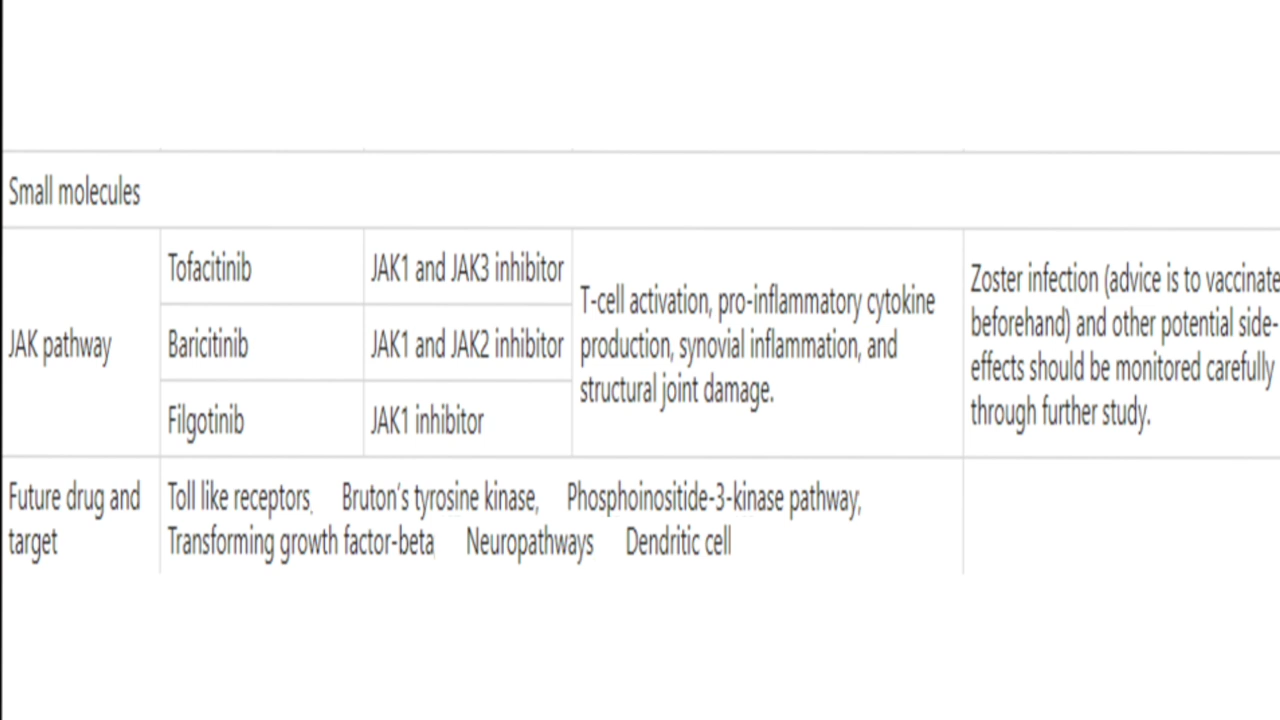 Small molecules
JAK pathway
Tofacitinib
JAK1 and JAK3 inhibitor
Baricitinib
JAK1 and JAK2 inhibitor
Filgotinib
JAK1 inhibitor
T-cell activation, pro-inflammatory cytokine
production, synovial inflammation, and
structural joint damage.
Zoster infection (advice is to vaccinate
beforehand) and other potential side-
effects should be monitored carefully
through further study.
Future drug and
target
Toll like receptors, Bruton's tyrosine kinase, Phosphoinositide-3-kinase pathway,
Transforming growth factor-beta Neuropathways Dendritic cell